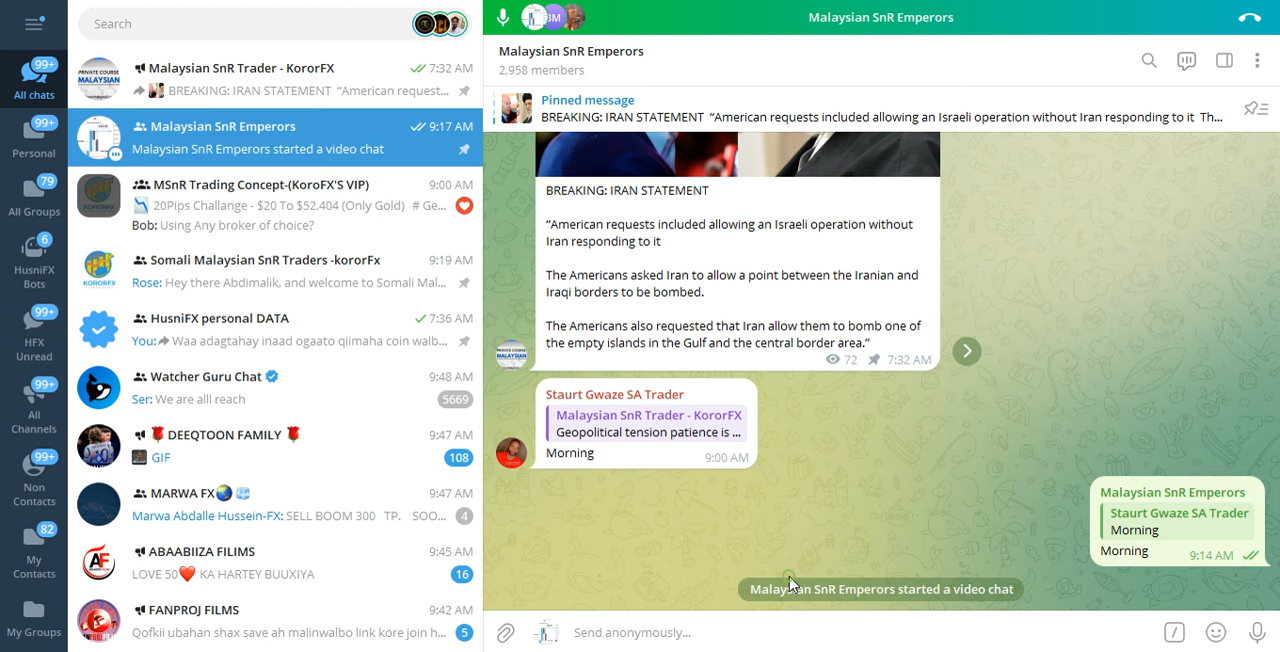 Search
99+
All chats
99+
Personal
79
All Groups
6
HusniFX
Bots
99+
HFX
Unread
99+
All
Channels
99+
Non
Contacts
82
My
Contacts
My Groups
PRIVATE COURSE
MALAYSIAN
Malaysian SnR Trader - KororFX
7:32 AM
BREAKING: IRAN STATEMENT “American request...
Malaysian SnR Emperors
9:17 AM
Malaysian SnR Emperors started a video chat
MSnR Trading Concept-(KoroFX'S VIP)
9:00 AM
20Pips Challange - $20 To $52,404 (Only Gold) # Ge...
Bob: Using Any broker of choice?
KORORFX
Somali Malaysian SnR Traders -kororFx
9:19 AM
Rose: Hey there Abdimalik, and welcome to Somali Mal...
HusniFX personal DATA
7:36 AM
You: Waa adagtahay inaad ogaato qiimaha coin walb...
Watcher Guru Chat
9:48 AM
Ser: We are alll reach
5669
DEEQTOON FAMILY
9:47 AM
GIF
108
MARWA FX
9:47 AM
Marwa Abdalle Hussein-FX: SELL BOOM 300 TP. SOO...
4
AF
ABAABIIZA FILIMS
9:45 AM
LOVE 50❤️ KA HARTEY BUUXIYA
16
FANPROJ FILMS
9:42 AM
Qofkii ubahan shax save ah malinwalbo link kore join h...
5
BM
Malaysian SnR Emperors
Malaysian SnR Emperors
2,958 members
Pinned message
BREAKING: IRAN STATEMENT “American requests included allowing an Israeli operation without Iran responding to it Th...
BREAKING: IRAN STATEMENT
“American requests included allowing an Israeli operation without
Iran responding to it
The Americans asked Iran to allow a point between the Iranian and
Iraqi borders to be bombed.
The Americans also requested that Iran allow them to bomb one of
the empty islands in the Gulf and the central border area.”
72
7:32 AM
Staurt Gwaze SA Trader
Malaysian SnR Trader - KororFX
Geopolitical tension patience is ...
Morning
9:00 AM
Malaysian SnR Emperors
Staurt Gwaze SA Trader
Morning
Morning
9:14 AM
Malaysian SnR Emperors started a video chat
Send anonymously...